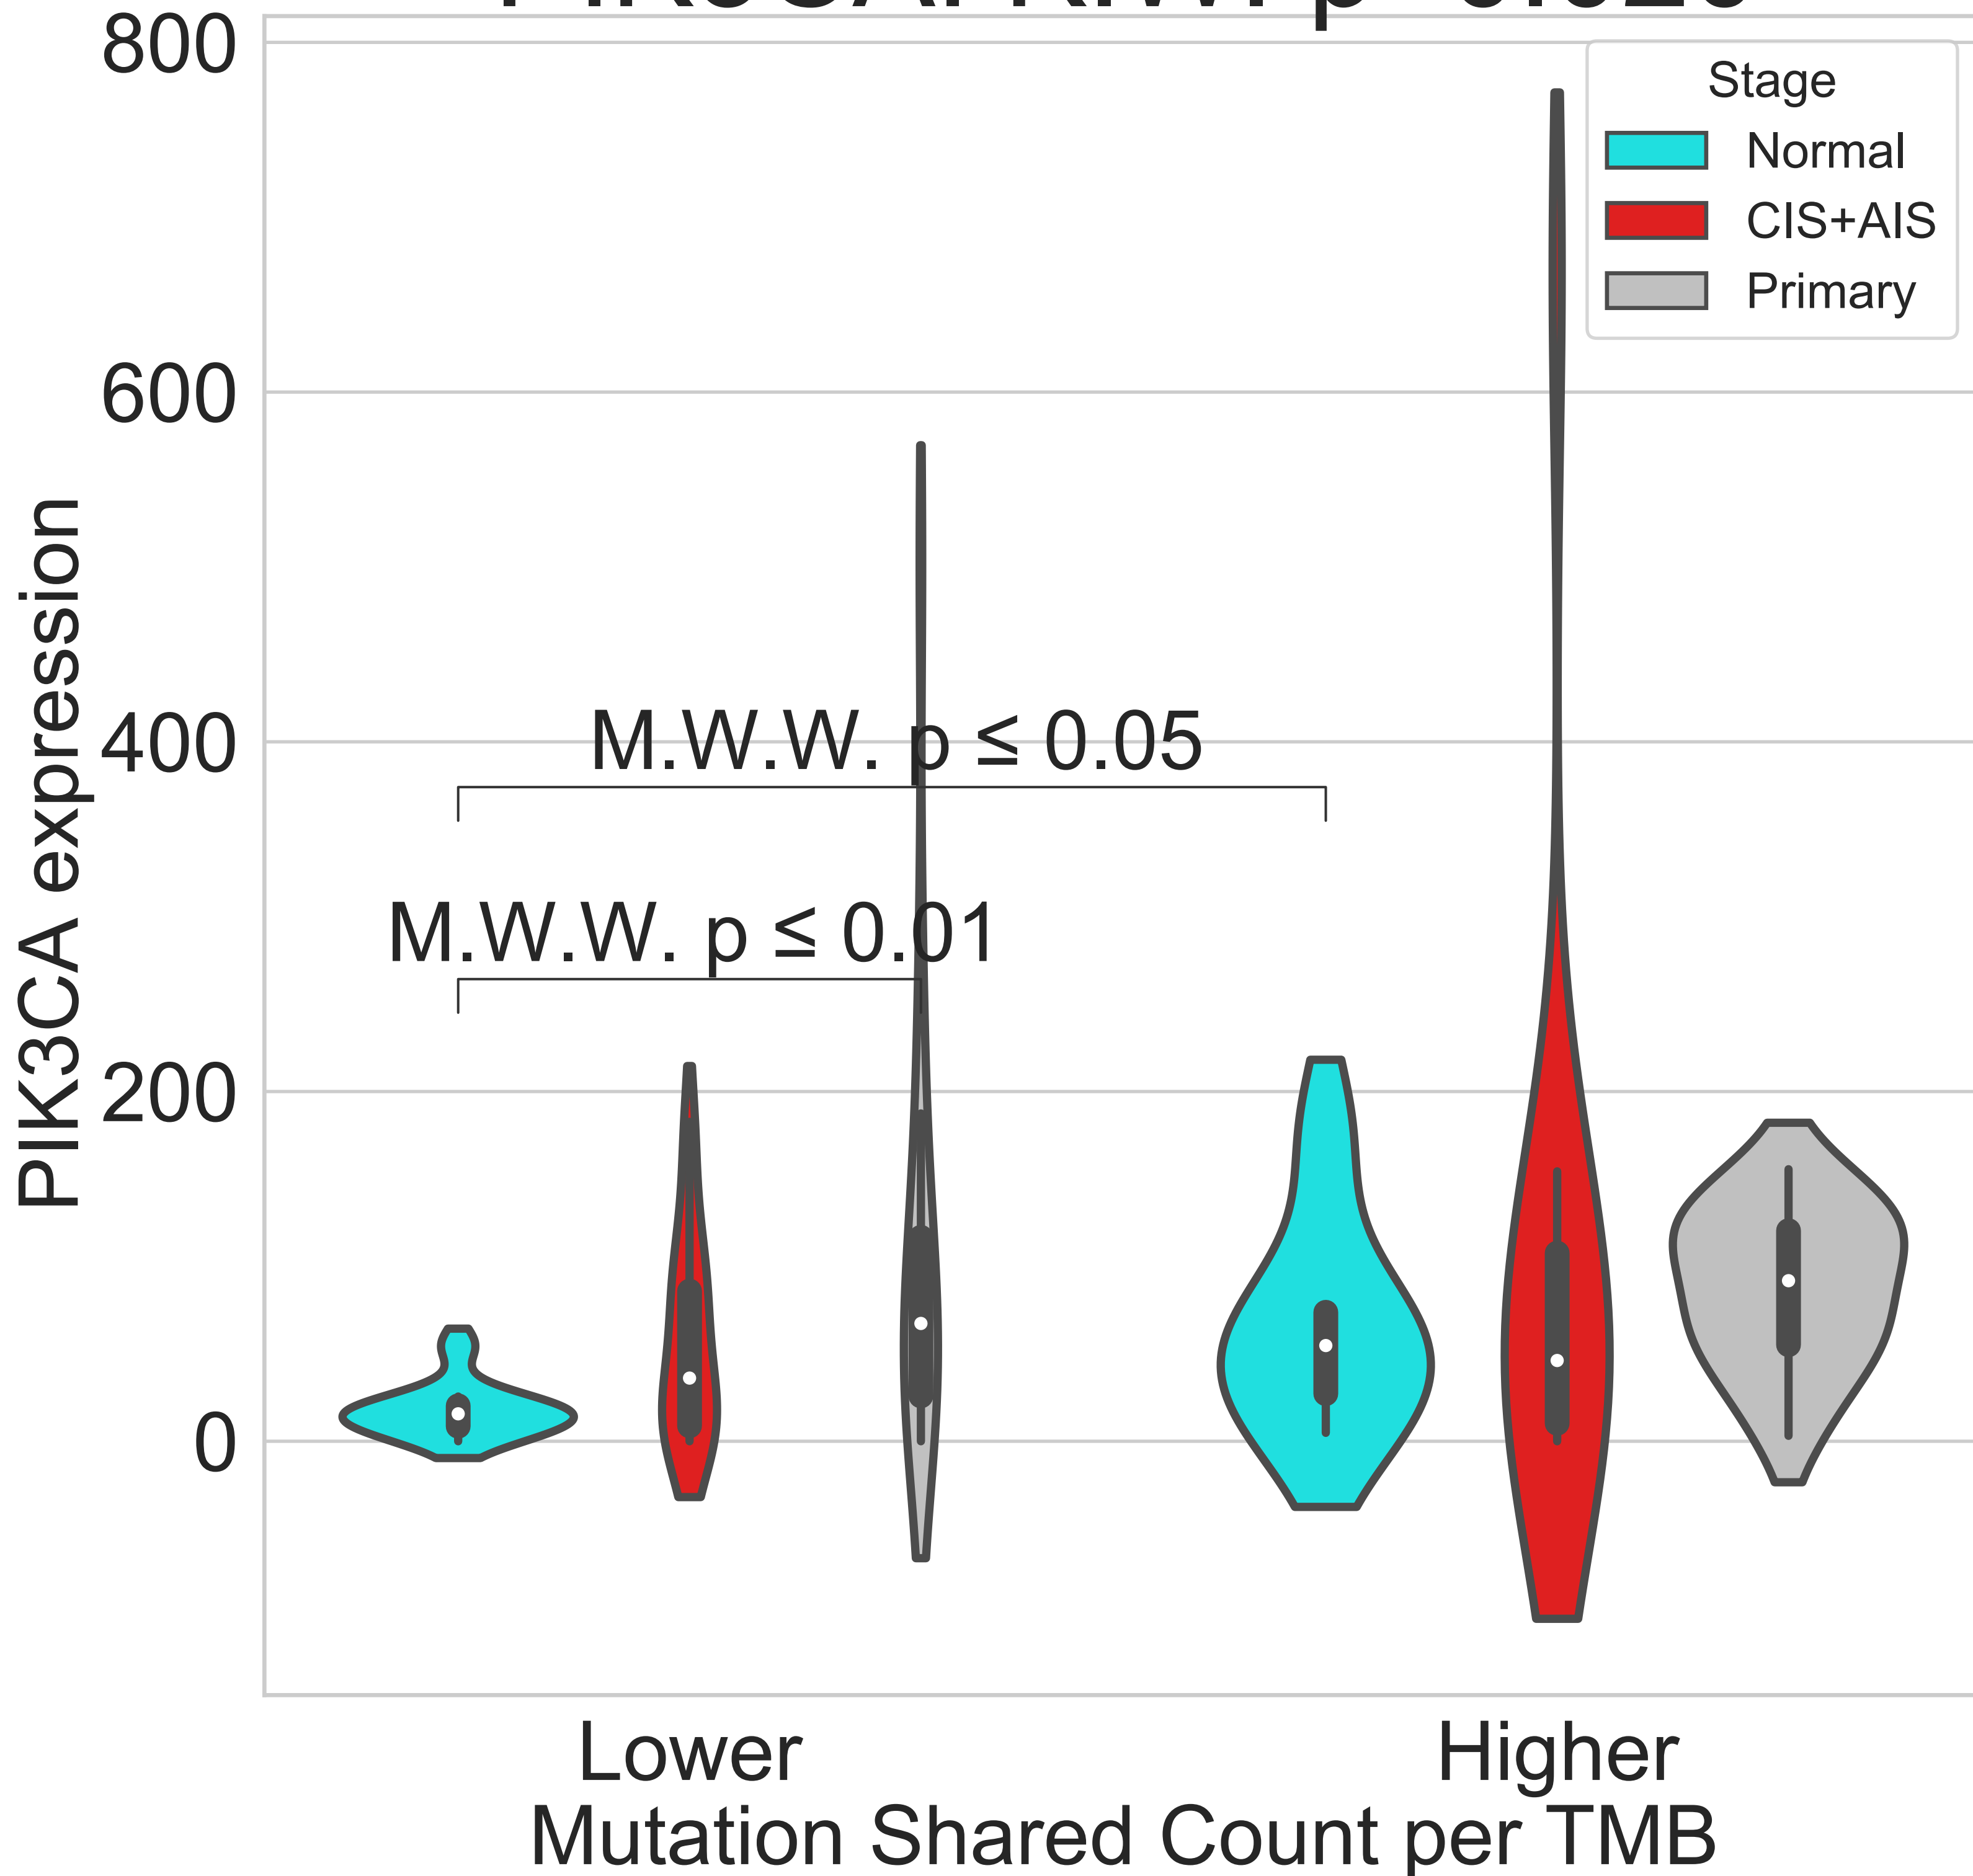 800
600
400
200
0
PIK3CA expression
Stage
Normal
CIS+AIS
Primary
M.W.W. p ≤ 0.05
M.W.W. p ≤ 0.01
Lower
Higher
Mutation Shared Count per TMB